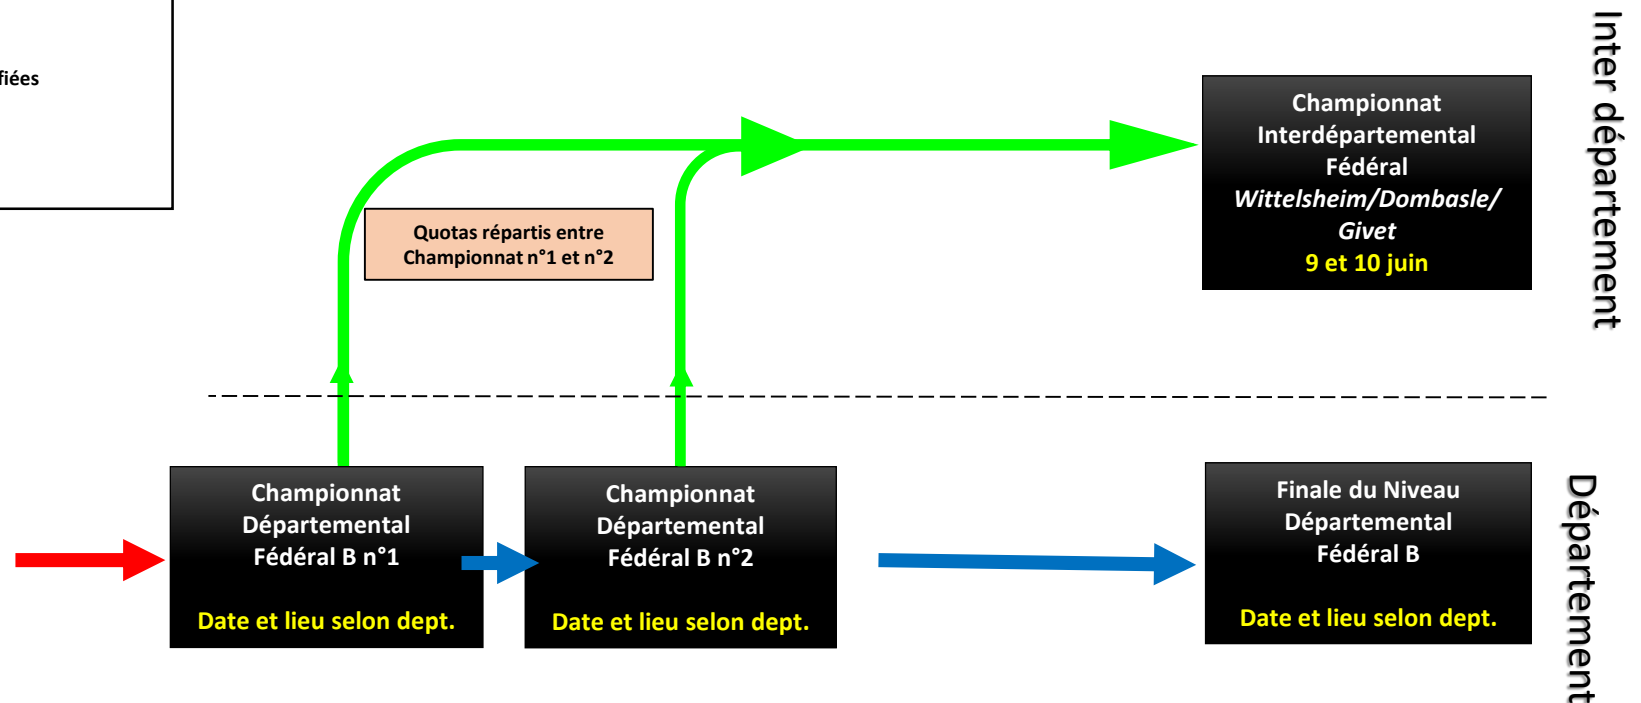 fiées
Inter département
Championnat
Interdépartemental
Fédéral
Wittelsheim/Dombasle/
Givet
9 et 10 juin
Quotas répartis entre
Championnat n°1 et n°2
Championnat
Départemental
Fédéral B n°1
Date et lieu selon dept.
Championnat
Départemental
Fédéral B n°2
Date et lieu selon dept.
Finale du Niveau
Départemental
Fédéral B
Date et lieu selon dept.
Département